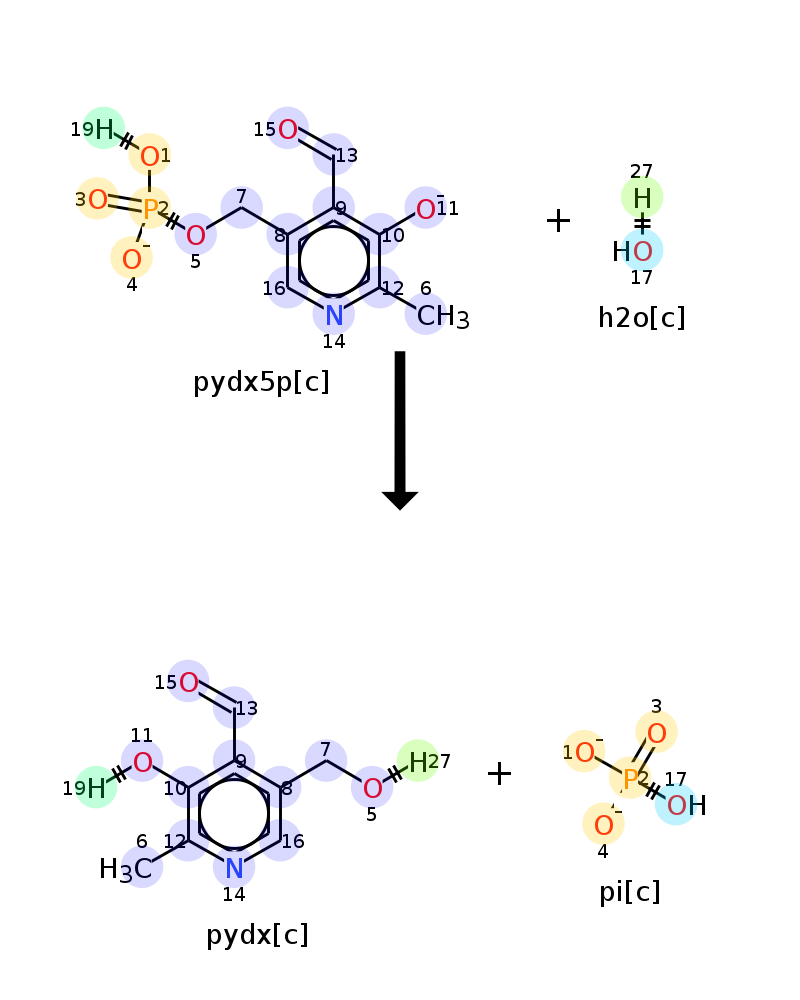 15O
19H
O1
13
27
H
3O
P2
7
9
O⁻11
+
HO
17
O⁻
4
O
5
8
10
16
12
6
N
14
CH3
h2o[c]
pydx5p[c]
15O
13
11
O
19H
10
9
7
8
H27
O
5
+
3
O
1O⁻
P2
17
OH
O⁻
4
6
H3C
12
16
N
14
pydx[c]
pi[c]